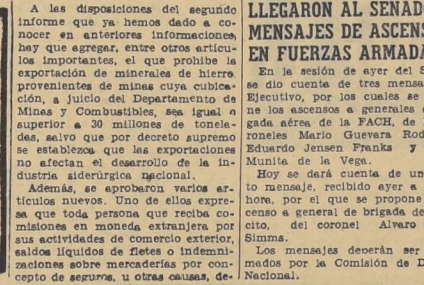 A las disposiciones del segundo
informe que ya hemos dado a co-
nocer en anteriores informaciones,
hay que agregar, entre otros artícu-
los importantes, el que prohibe la
exportación de minerales de hierro,
provenientes de minas cuya cubica-
ción, a juicio del Departamento de
Minas y Combustibles, sea igual o
superior a 30 millones de tonela-
das, salvo que por decreto supremo
se establezca que las exportaciones
no afectan el desarrollo de la in-
dustria siderúrgica nacional.
Además, se aprobaron varios ar-
tículos nuevos. Uno de ellos expre-
sa que toda persona que reciba co-
misiones en moneda extranjera por
sus actividades de comercio exterior,
saldos líquidos de fletes o indemni-
zaciones sobre mercaderías por con-
cepto de seguros, u otras causas, de-
LLEGARON AL SENAD
MENSAJES DE ASCENS
EN FUERZAS ARMADA
En la sesión de ayer del S
se dio cuenta de tres mensa
Ejecutivo, por los cuales se
ne los ascensos a generales
gada aérea de la FACH, de
roneles Mario Guevara Rod
Eduardo Jensen Franks y
Munita de la Vega.
Hoy se dará cuenta de un
to mensaje, recibido ayer a
hora, por el que se propone
censo a general de brigada de
cito, del coronel Alvaro
Simms.
Los mensajes deberán ser
mados por la Comisión de D
Nacional.